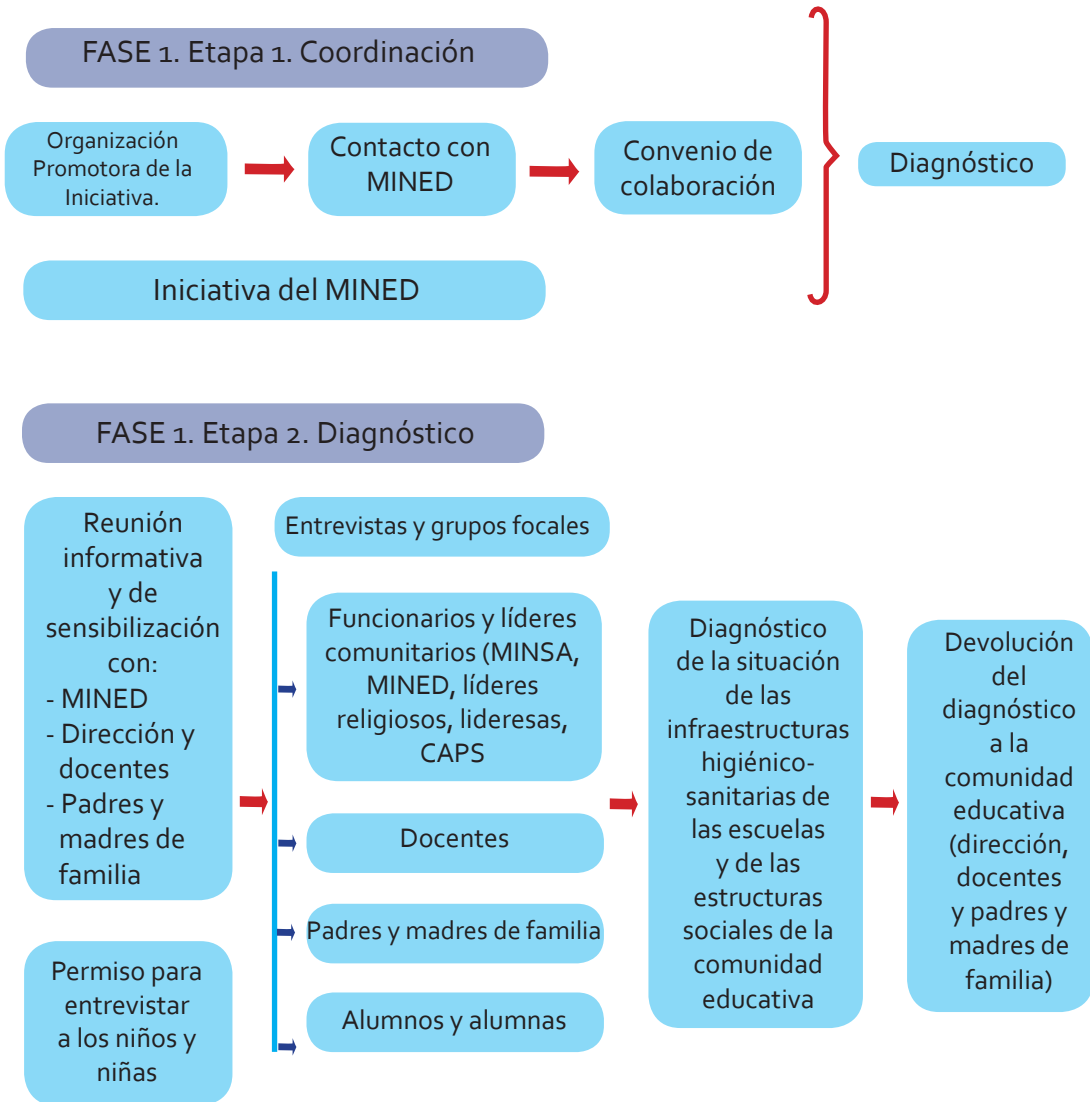 FASE 1. Etapa 1. Coordinación
Organización
Promotora de la
Iniciativa.
Contacto con
MINED
Convenio de
colaboración
Diagnóstico
Iniciativa del MINED
FASE 1. Etapa 2. Diagnóstico
Reunión
informativa
y de
sensibilización
con:
- MINED
- Dirección y
docentes
- Padres y
madres de
familia
Permiso para
entrevistar
a los niños y
niñas
Entrevistas y grupos focales
Funcionarios y líderes
comunitarios (MINSA,
MINED, líderes
religiosos, lideresas,
CAPS
Docentes
Padres y madres de familia
Alumnos y alumnas
Diagnóstico
de la situación
de las
infraestructuras
higiénico-
sanitarias de
las escuelas
y de las
estructuras
sociales de la
comunidad
educativa
Devolución
del
diagnóstico
a la
comunidad
educativa
(dirección,
docentes
y padres y
madres de
familia)